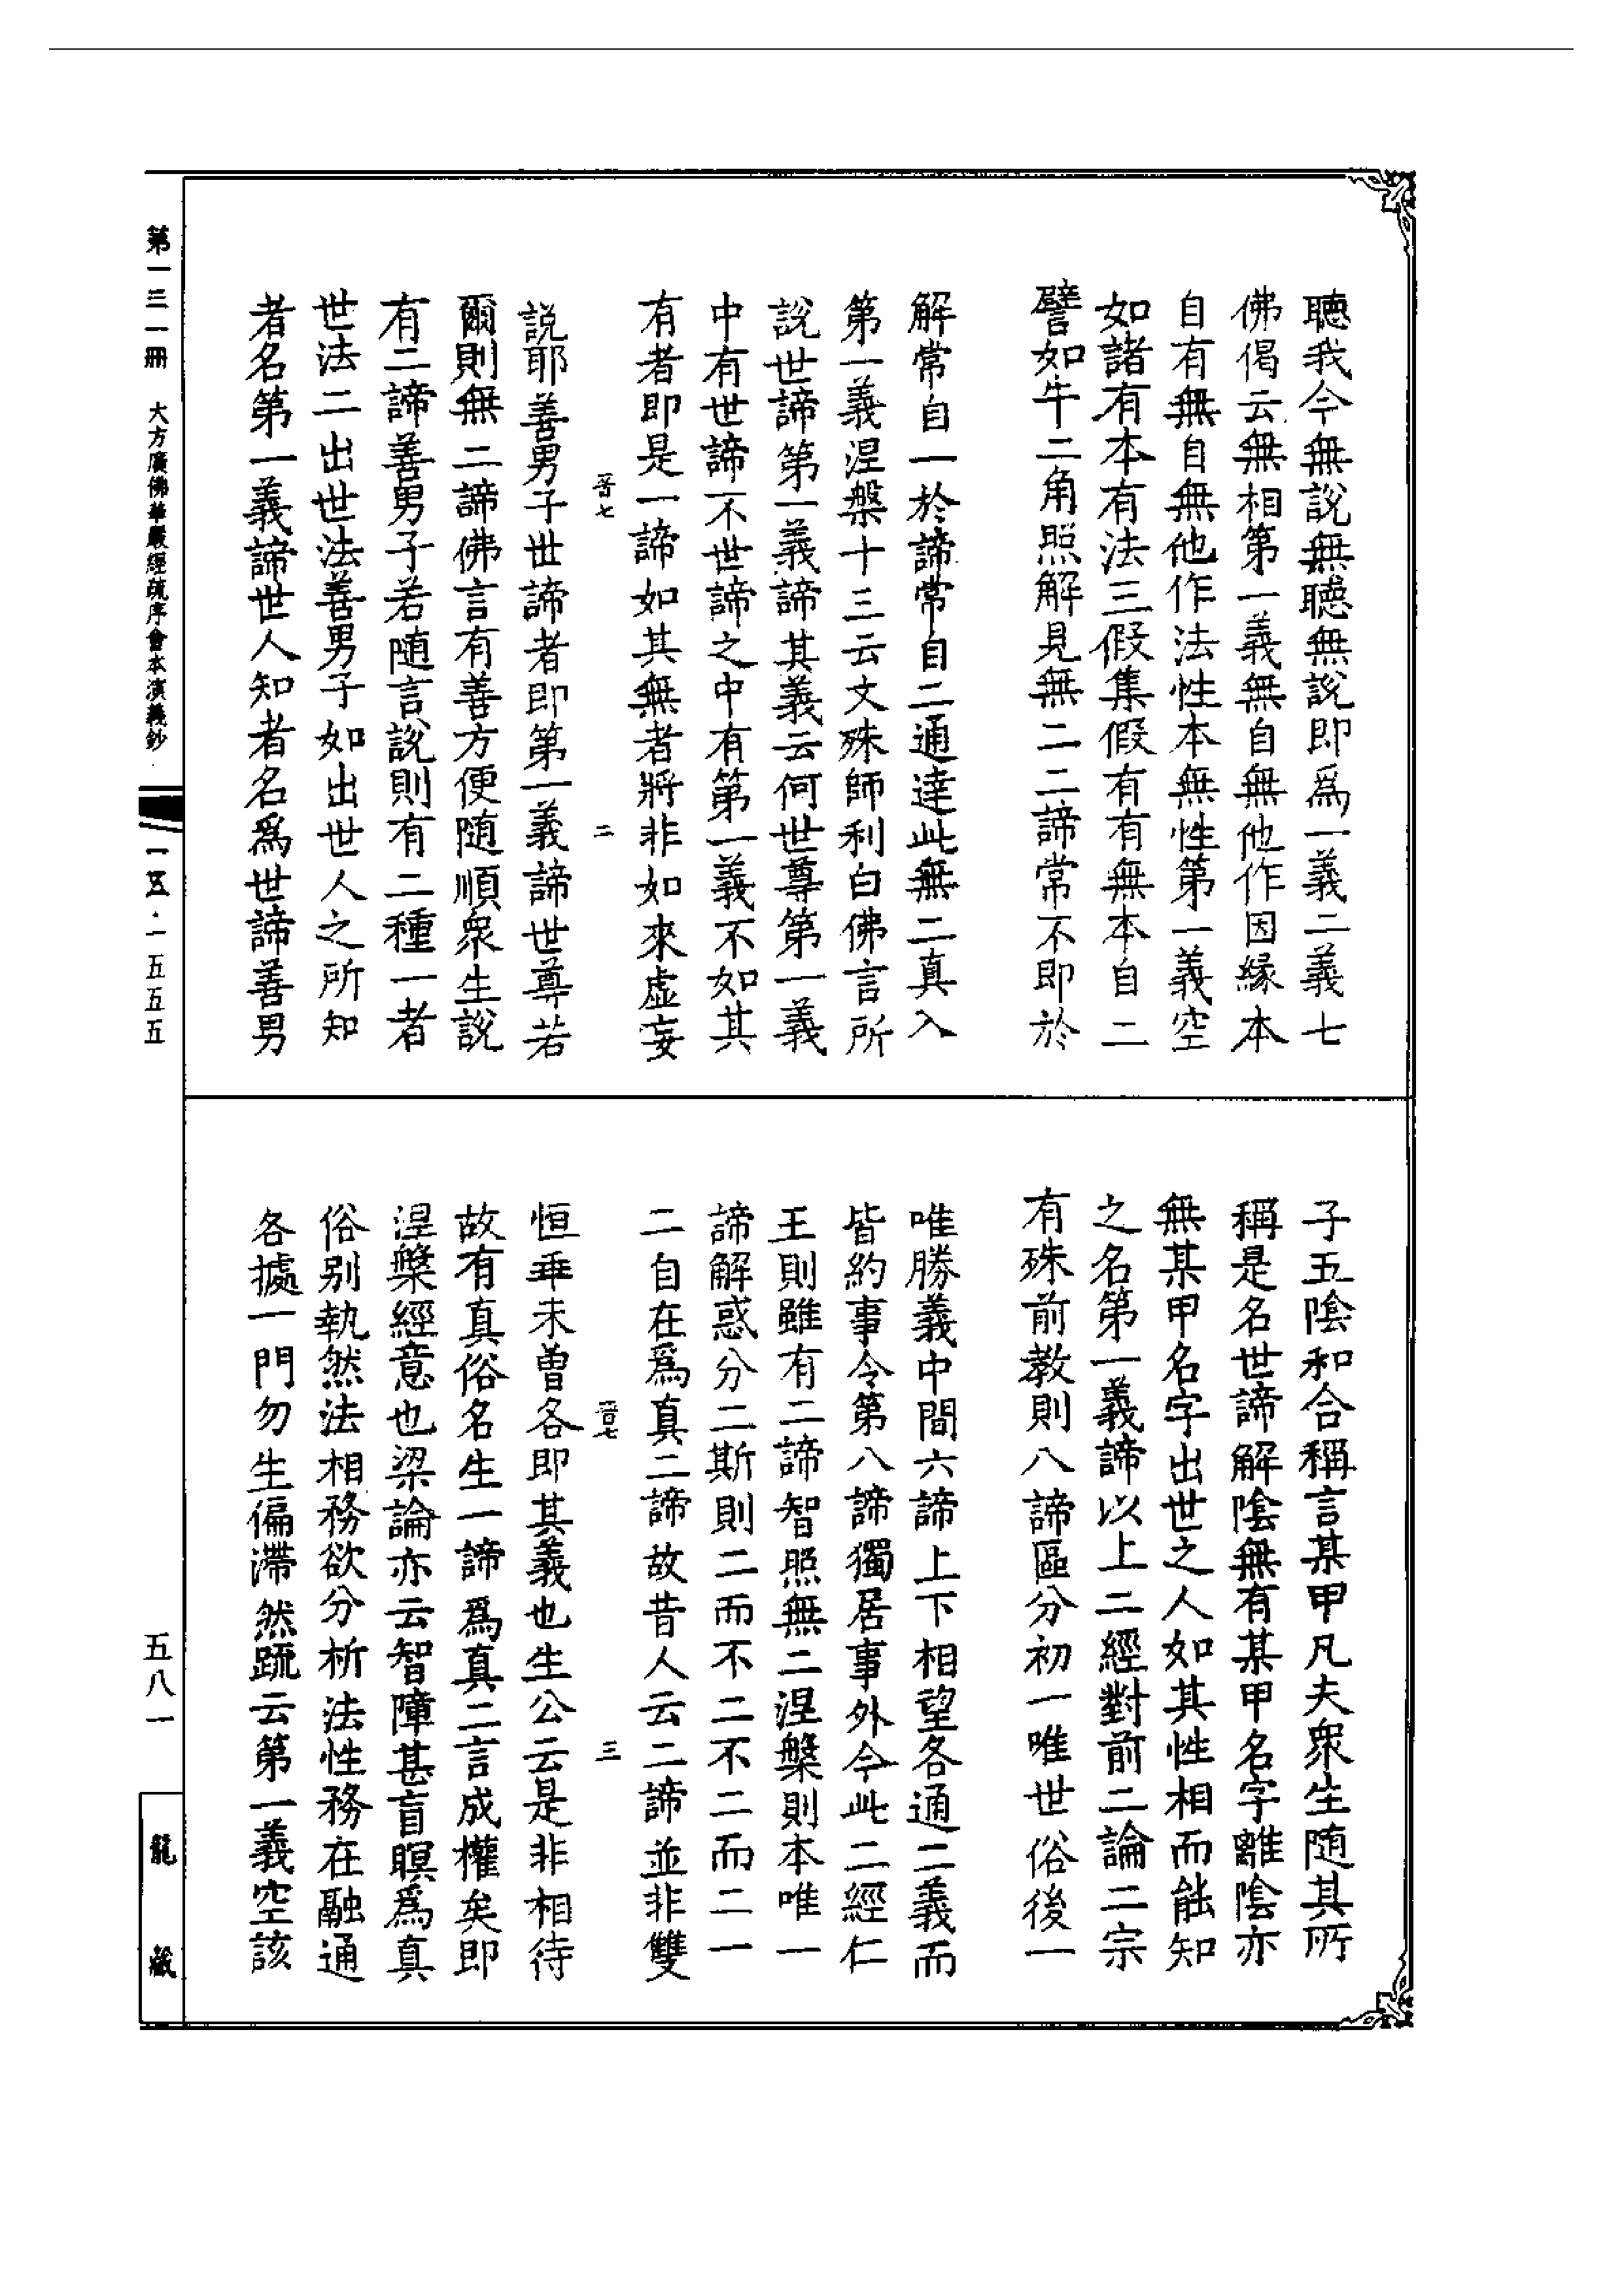 聽我今無說無聽無說即爲一義二義七
佛偈云無相第一義無自無他作因緣本
自有無自無他作法性本無性第一義空
如諸有本有法三假集假有有無本自二
譬如牛二角照解見無二二諦常不即於
解常自一於諦常自二通達此無二真入
第一義涅槃十三云文殊師利白佛言所
說世諦第一義諦其義云何世尊第一義
中有世諦不世諦之中有第一義不如其
有者即是一諦如其無者將非如來虛妄
晉七 二
說耶善男子世諦者即第一義諦世尊若
爾則無二諦佛言有善方便隨順眾生說
有二諦善男子若隨言說則有二種一者
世法二出世法善男子如出世人之所知
者名第一義諦世人知者名爲世諦善男
子五陰和合稱言某甲凡夫眾生隨其所
稱是名世諦解陰無有某甲名字離陰亦
無某甲名字出世之人如其性相而能知
之名第一義諦以上二經對前二論二宗
有殊前教則八諦區分初一唯世俗後一
唯勝義中間六諦上下相望各通二義而
皆約事令第八諦獨居事外今此二經仁
王則雖有二諦智照無二涅槃則本唯一
諦解惑分二斯則二而不二不二而二一
二自在爲真二諦故昔人云二諦並非雙
晉七 三
恒乖未曾各即其義也生公云是非相待
故有真俗名生一諦爲真二言成權矣即
涅槃經意也梁論亦云智障甚盲瞑爲真
俗別執然法相務欲分析法性務在融通
各據一門勿生偏滯然疏云第一義空該
第一三一冊 大方廣佛華嚴經疏序會本演義鈔
一五五·一五五五
五八一
龍藏